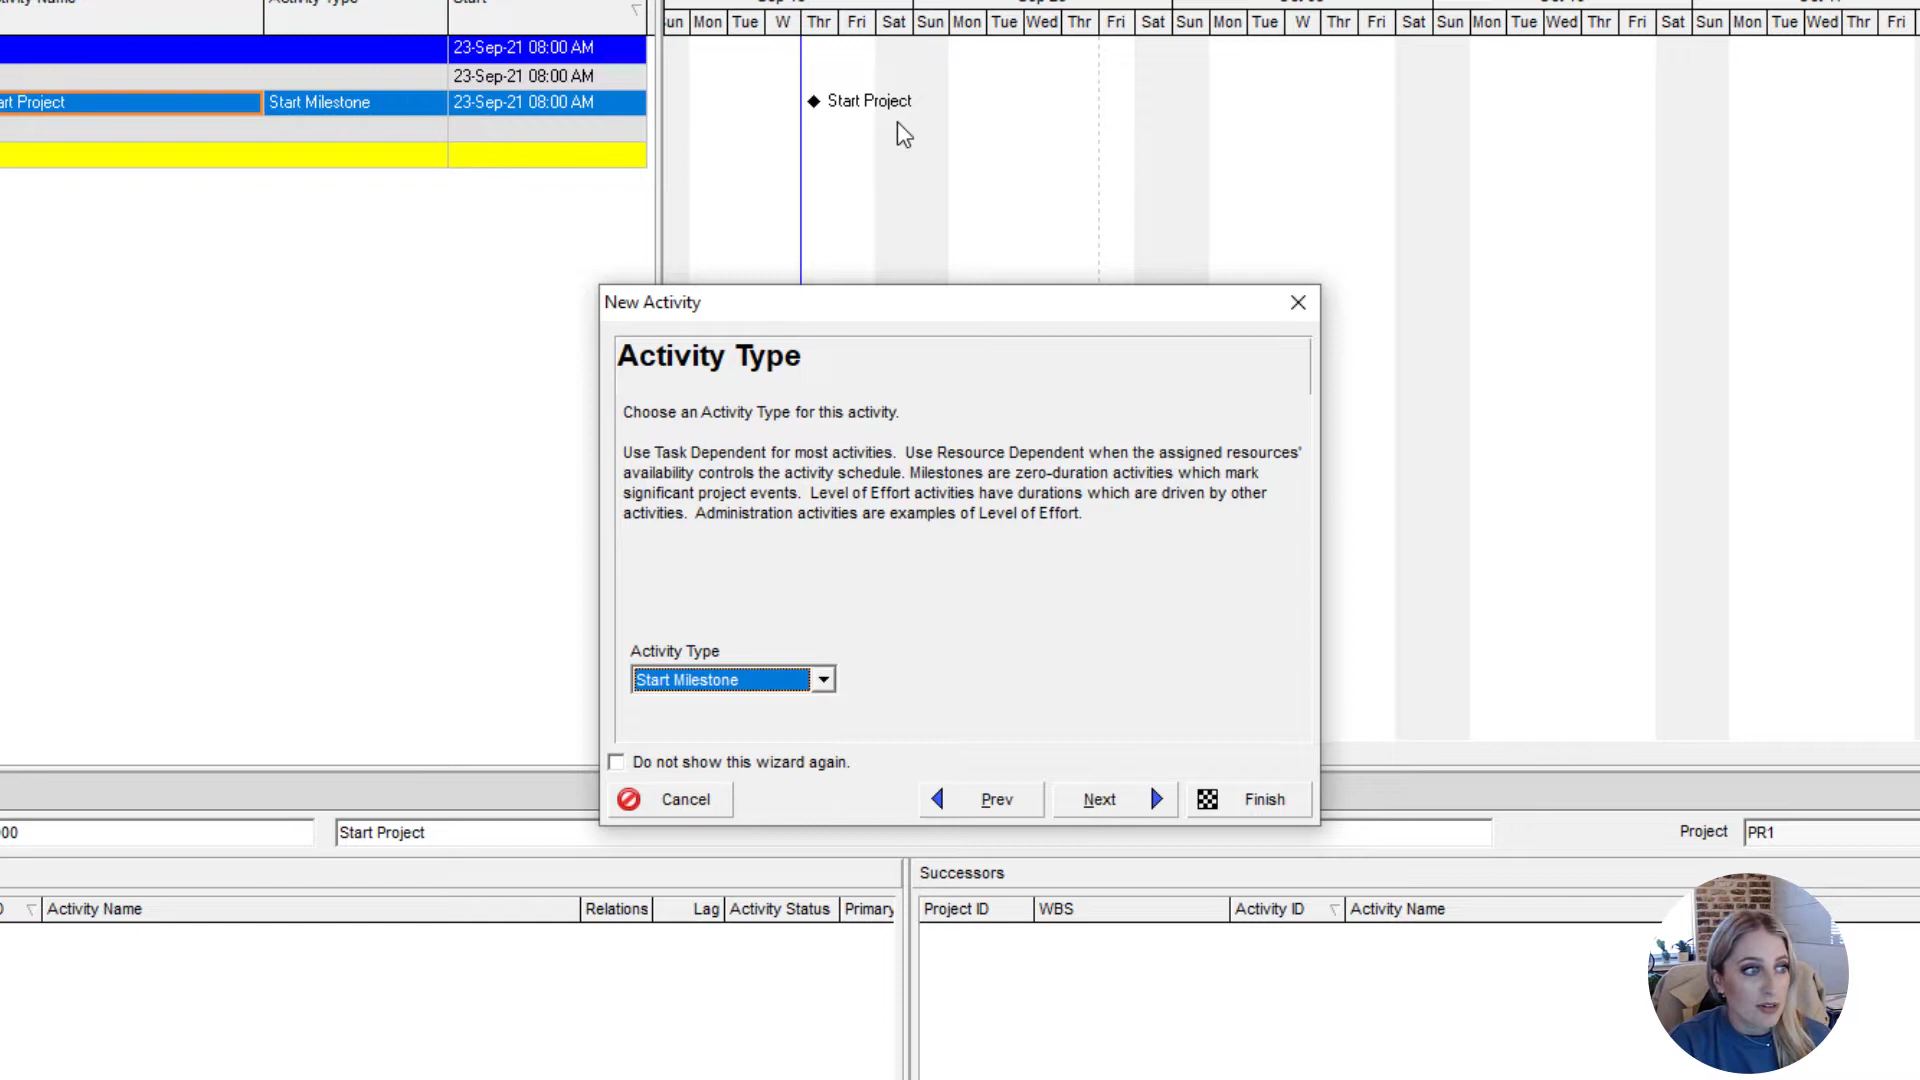 Activity Type
Start
Sun Mon Tue W Thr Fri Sat Sun Mon Tue Wed Thr Fri Sat Sun Mon Tue W Thr Fri Sat Sun Mon Tue Wed Thr Fri Sat Sun Mon Tue Wed Thr Fri
23-Sep-21 08:00 AM
23-Sep-21 08:00 AM
art Project Start Milestone 23-Sep-21 08:00 AM
Start Project
New Activity
Activity Type
Choose an Activity Type for this activity.
Use Task Dependent for most activities. Use Resource Dependent when the assigned resources'
availability controls the activity schedule. Milestones are zero-duration activities which mark
significant project events. Level of Effort activities have durations which are driven by other
activities. Administration activities are examples of Level of Effort.
Activity Type
Start Milestone
Do not show this wizard again.
Cancel Prev Next Finish
00 Start Project Project PR1
Successors
Activity Name Relations Lag Activity Status Primary Project ID WBS Activity ID Activity Name